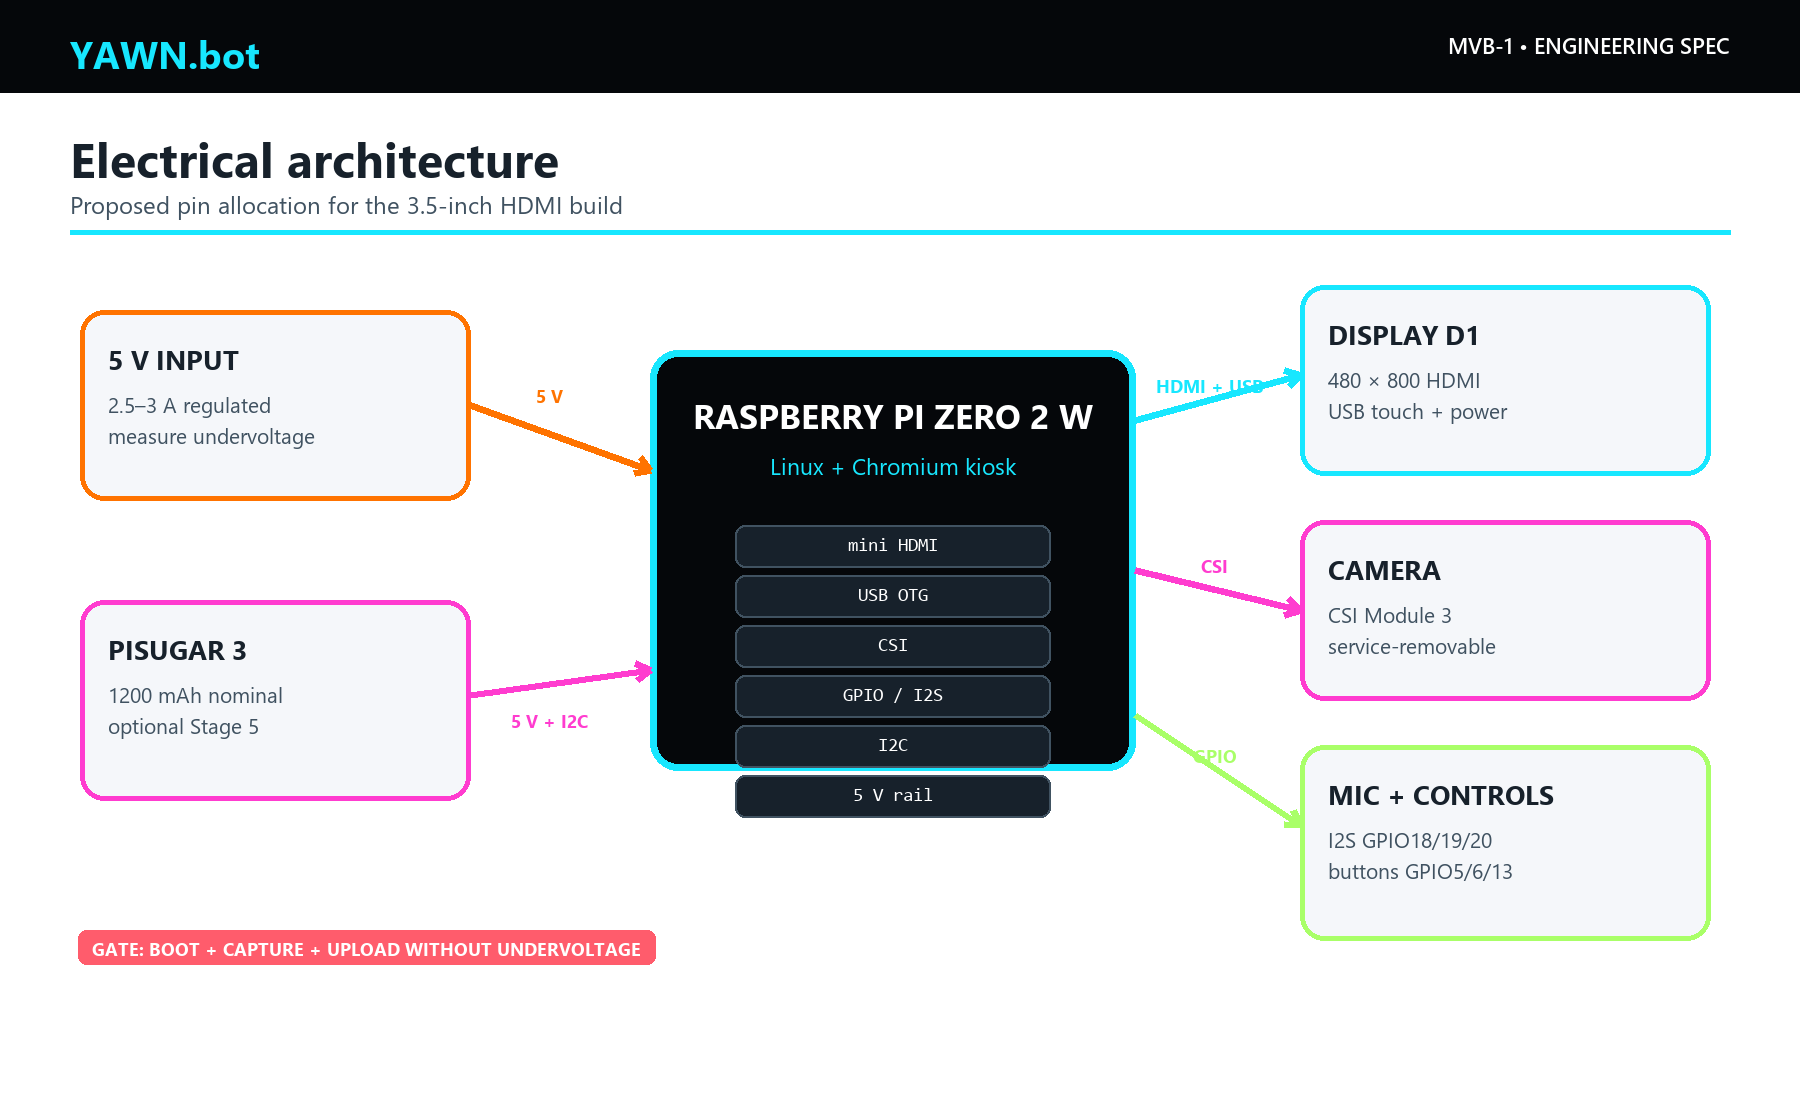 YAWN.bot
MVB-1 • ENGINEERING SPEC
Electrical architecture
Proposed pin allocation for the 3.5-inch HDMI build
5 V INPUT
2.5–3 A regulated
measure undervoltage
5 V
PISUGAR 3
1200 mAh nominal
optional Stage 5
5 V + I2C
RASPBERRY PI ZERO 2 W
Linux + Chromium kiosk
mini HDMI
USB OTG
CSI
GPIO / I2S
I2C
5 V rail
HDMI + USB
DISPLAY D1
480 × 800 HDMI
USB touch + power
CSI
CAMERA
CSI Module 3
service-removable
GPIO
MIC + CONTROLS
I2S GPIO18/19/20
buttons GPIO5/6/13
GATE: BOOT + CAPTURE + UPLOAD WITHOUT UNDERVOLTAGE